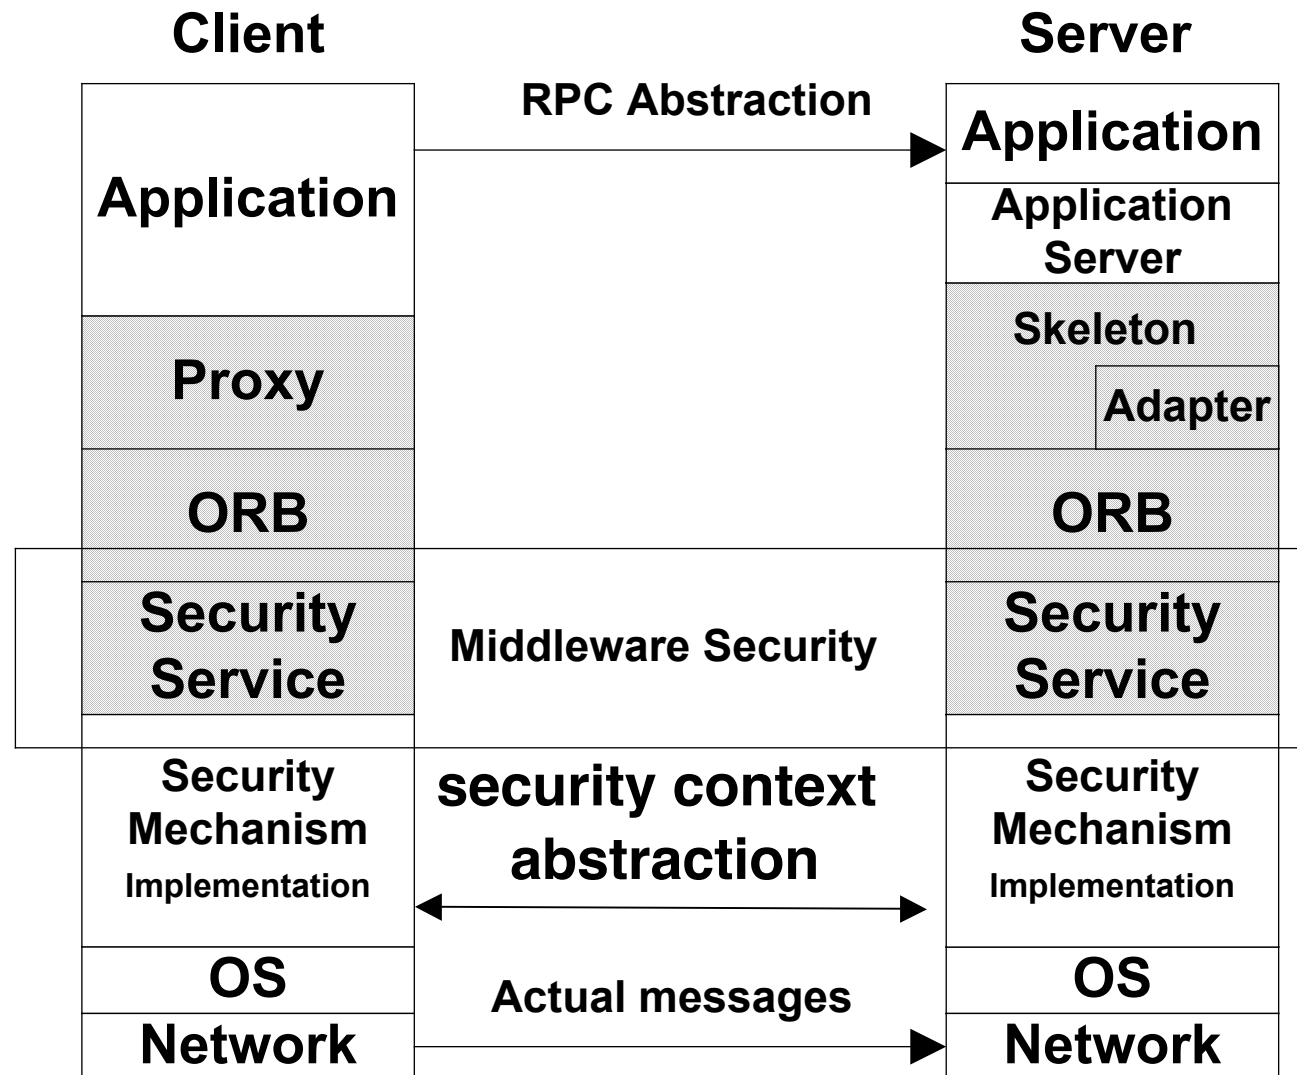 Client
Server
RPC Abstraction
Application
Application
Application
Server
Skeleton
Proxy
Adapter
ORB
ORB
Security
Service
Middleware Security
Security
Service
Security
Mechanism
Implementation
security context
abstraction
Security
Mechanism
Implementation
OS
OS
Actual messages
Network
Network